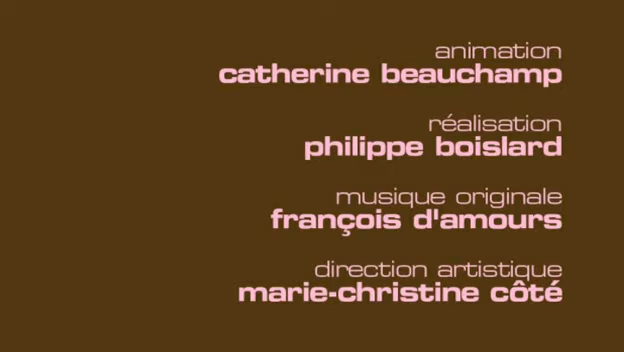 animation
catherine beauchamp
réalisation
philippe boislard
musique originale
françois d'amours
direction artistique
marie-christine côté